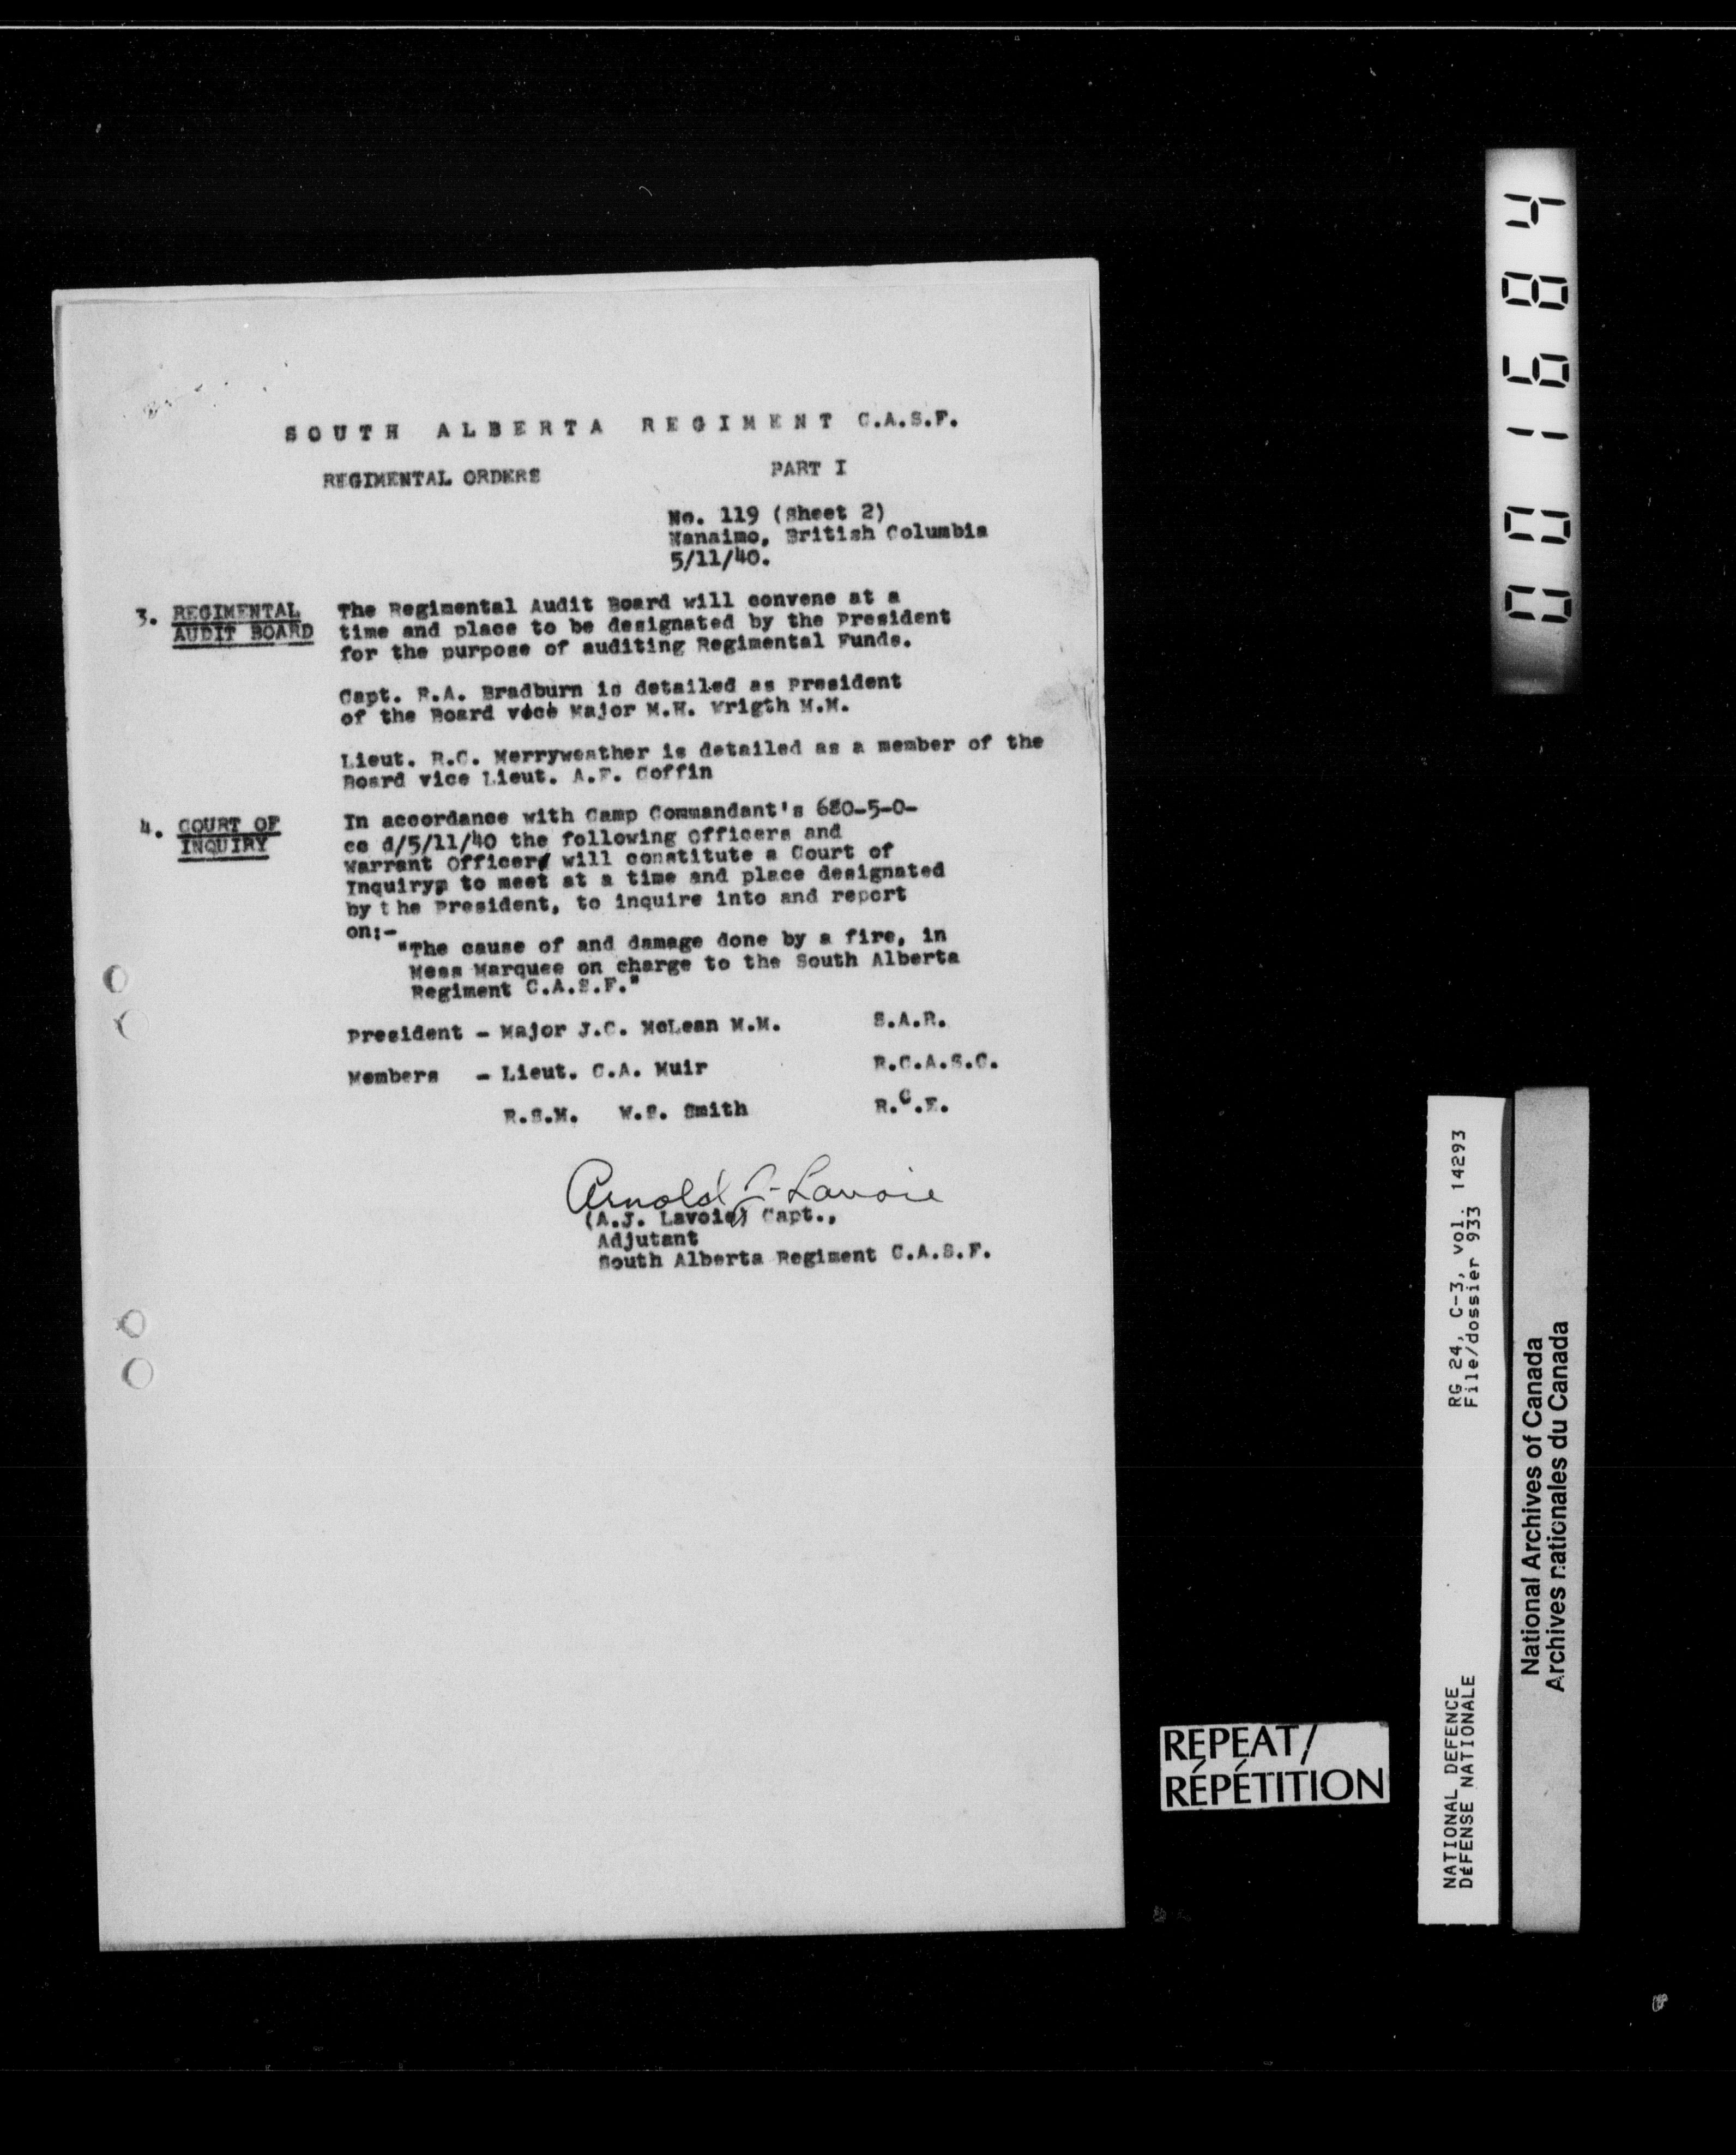 SOUTH ALBERTA REGIMENT C.A.S.F.
REGIMENTAL ORDERS PART I
No. 119 (Sheet 2)
Nanaimo, British Columbia
5/11/40.
3. REGIMENTAL AUDIT BOARD
The Regimental Audit Board will convene at a
time and place to be designated by the President
for the purpose of auditing Regimental Funds.
Capt. R.A. Bradburn is detailed as President
of the Board vice Major M.H. Wrigth M.M.
Lieut. R.C. Merryweather is detailed as a member of the
Board vice Lieut. A.F. Coffin
4. COURT OF INQUIRY
In accordance with Camp Commandant's 680-5-0-
ce d/5/11/40 the following officers and
Warrant Officer will constitute a Court of
Inquiry, to meet at a time and place designated
by the President, to inquire into and report
on:-
"The cause of and damage done by a fire, in
Mess Marquee on charge to the South Alberta
Regiment C.A.S.F."
President - Major J.C. McLean M.M. S.A.R.
Members - Lieut. C.A. Muir R.C.A.S.C.
R.S.M. W.S. Smith R.C.E.
Arnold J. Lavoie
(A.J. Lavoie) Capt.,
Adjutant
South Alberta Regiment C.A.S.F.
001684
RG 24, C-3, vol. 14293
File/dossier 933
NATIONAL DEFENCE
DÉFENSE NATIONALE
National Archives of Canada
Archives nationales du Canada
REPEAT/
RÉPÉTITION